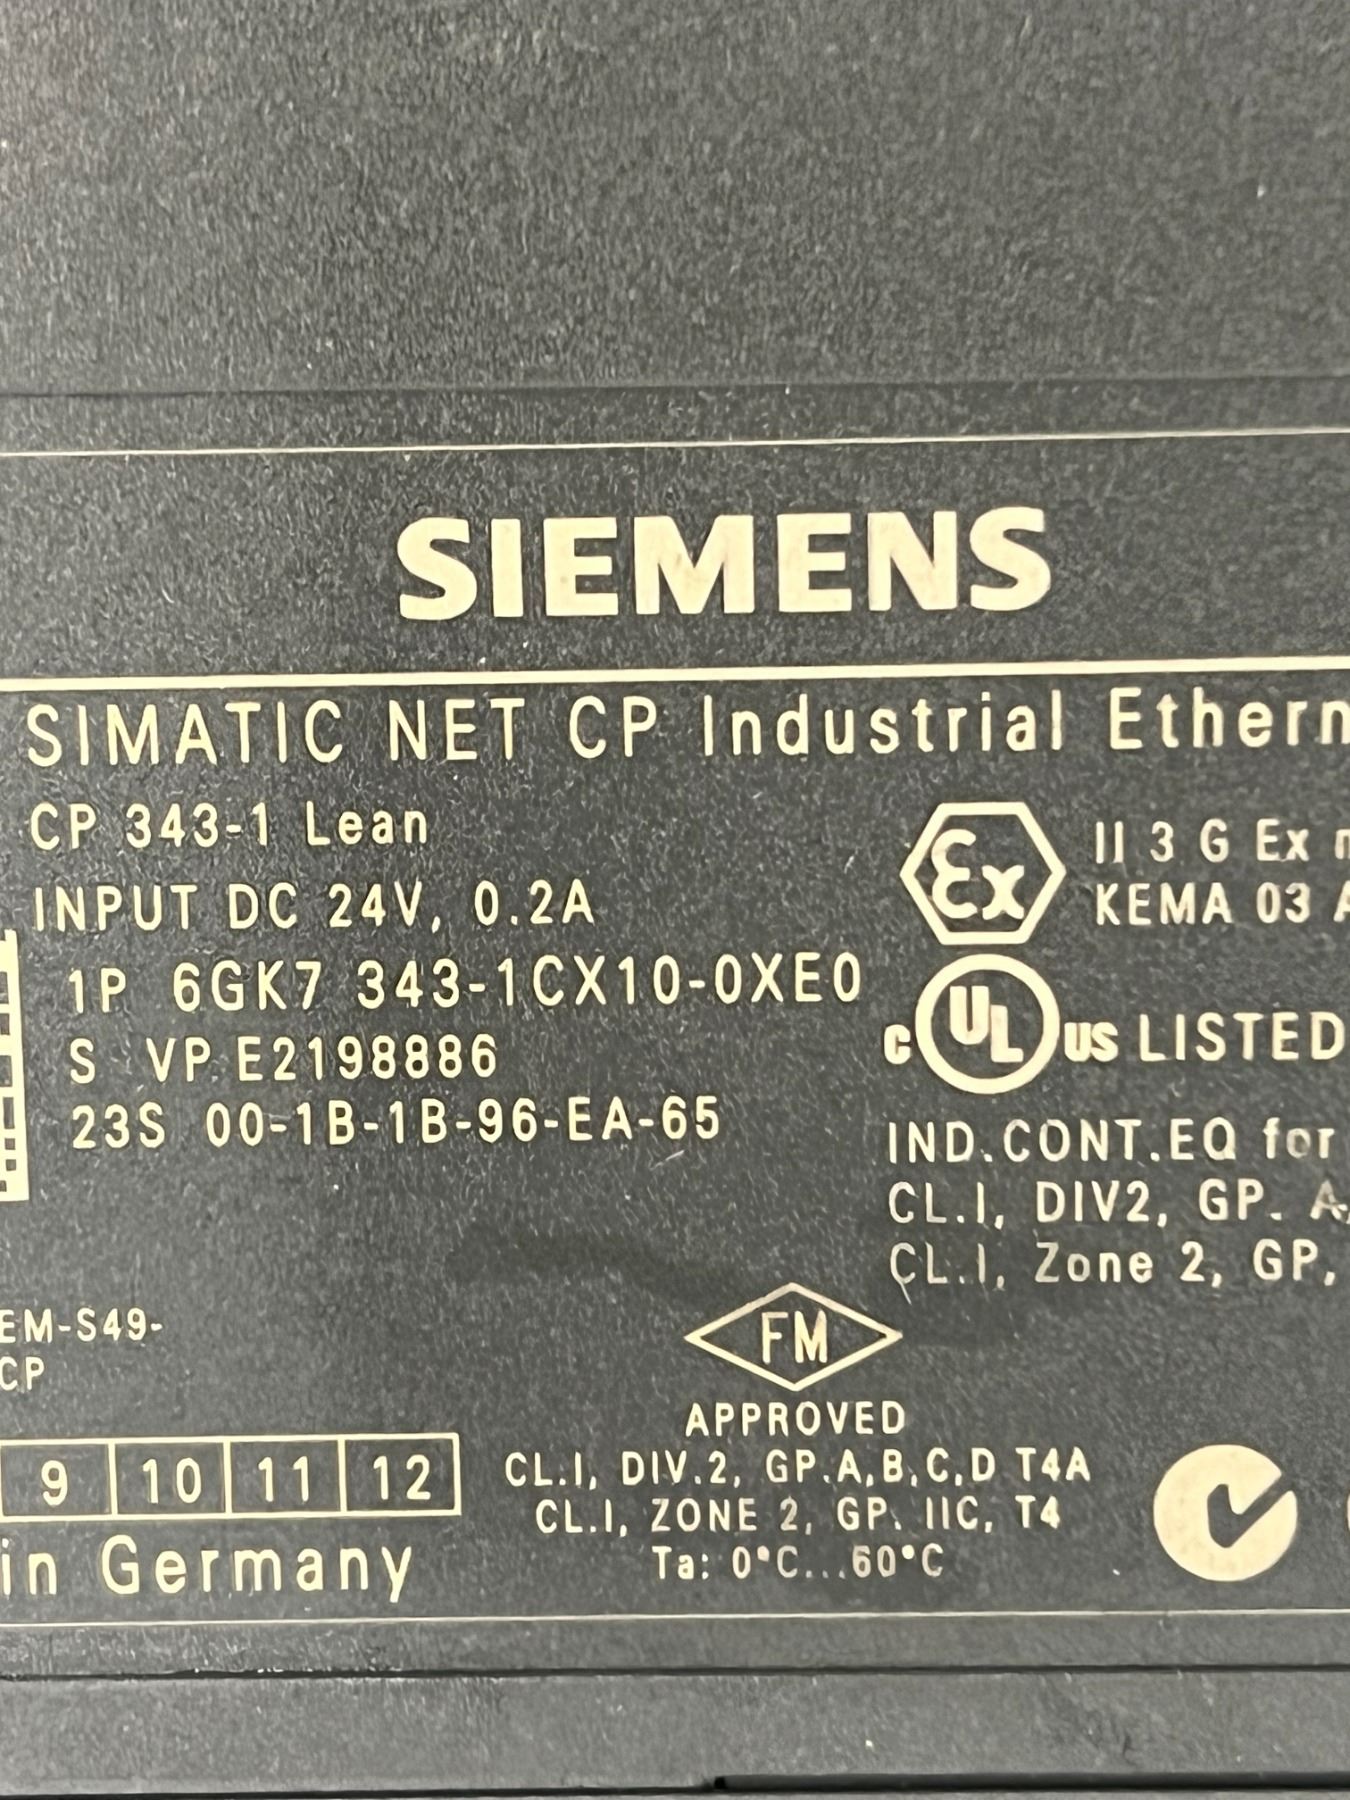 SIEMENS
SIMATIC NET CP Industrial Ethern
CP 343-1 Lean
INPUT DC 24V, 0.2A
1P 6GK7 343-1CX10-0XE0
S VP E2198886
23S 00-1B-1B-96-EA-65
Ex
II 3 G Ex n
KEMA 03 A
C UL US LISTED
IND.CONT.EQ for
CL.I, DIV2, GP. A,
CL.I, Zone 2, GP,
EM-S49-
CP
FM
APPROVED
CL.I, DIV.2, GP.A,B,C,D T4A
CL.I, ZONE 2, GP. IIC, T4
Ta: 0°C...60°C
9 10 11 12
in Germany